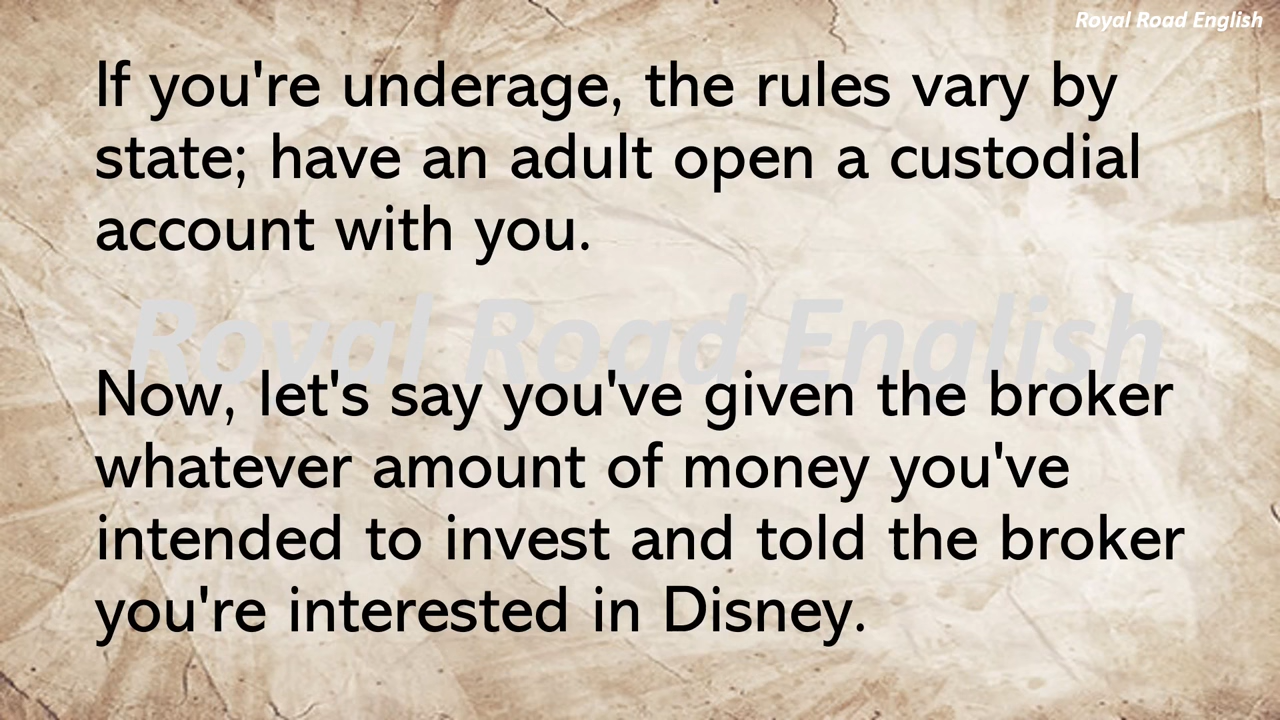 Royal Road English
If you're underage, the rules vary by
state; have an adult open a custodial
account with you.
Royal Road English
Now, let's say you've given the broker
whatever amount of money you've
intended to invest and told the broker
you're interested in Disney.